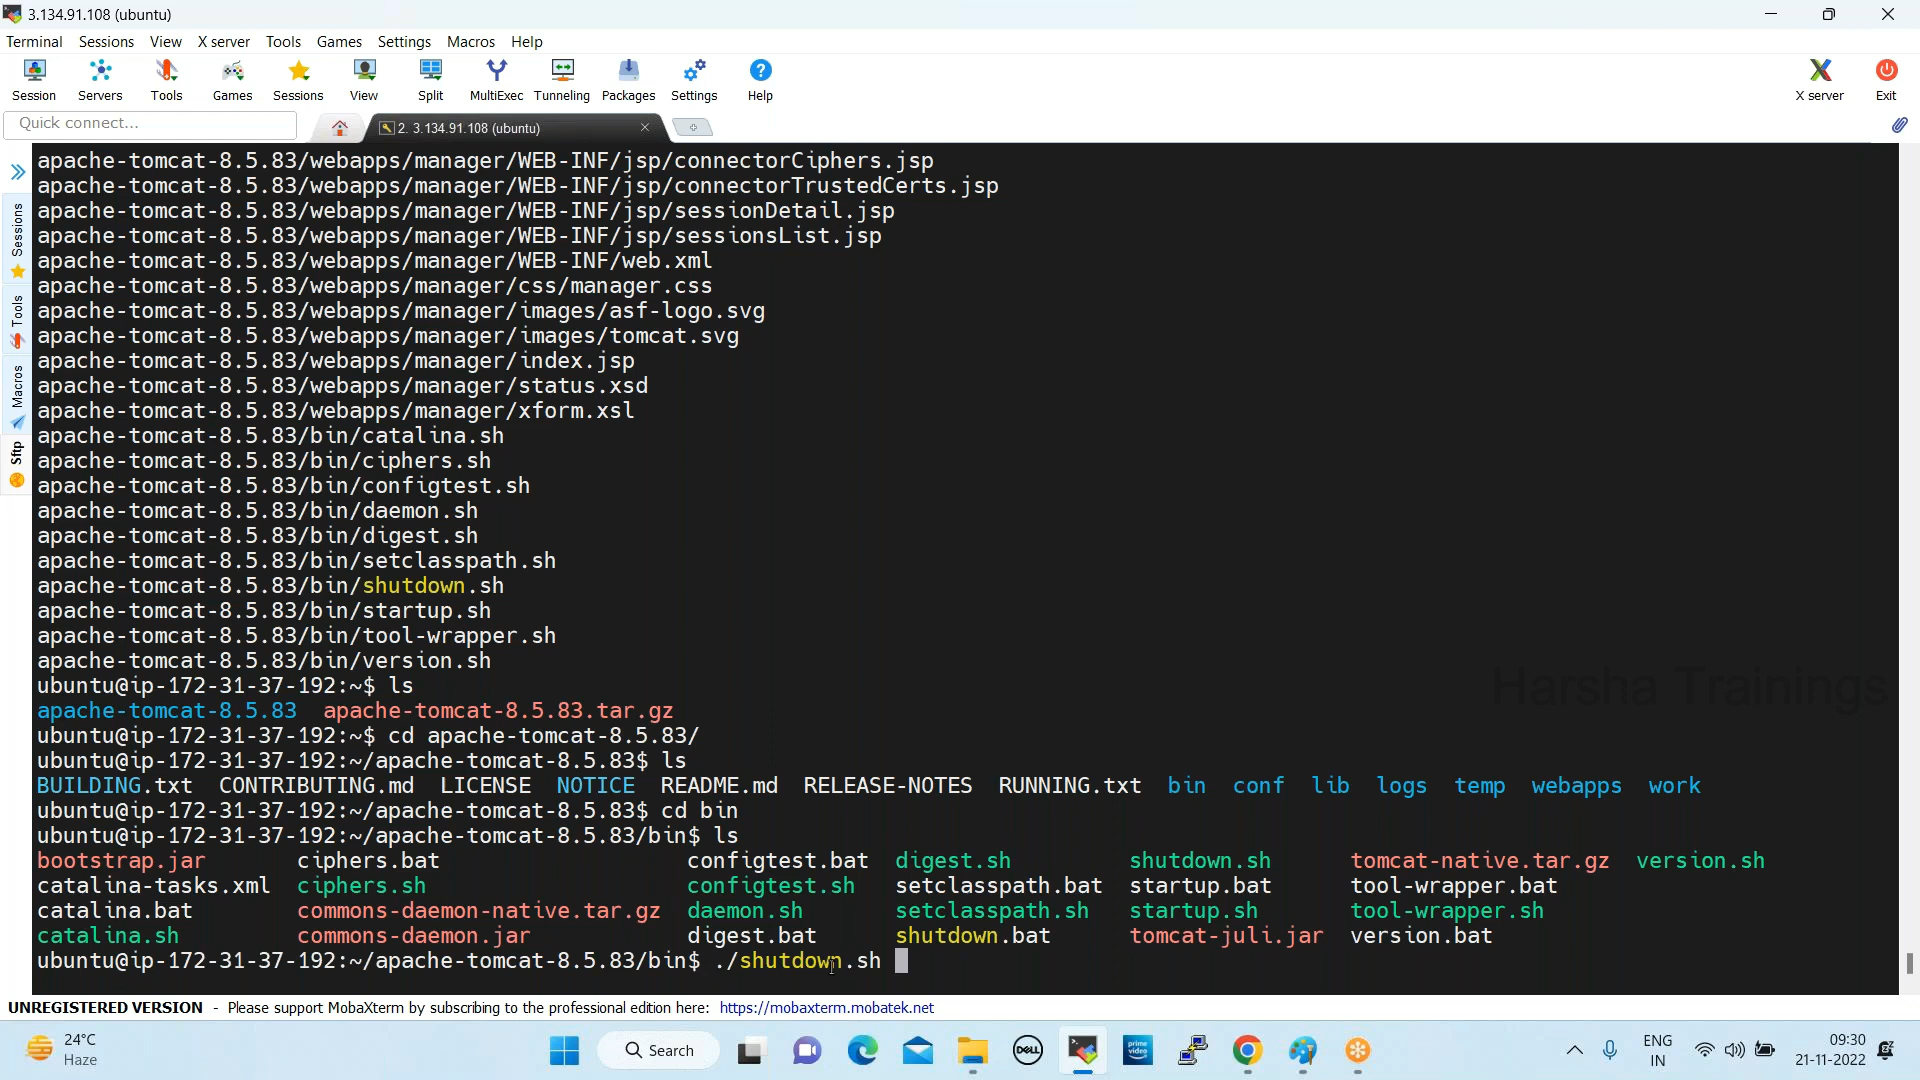 3.134.91.108 (ubuntu)
Terminal Sessions View X server Tools Games Settings Macros Help
Session Servers Tools Games Sessions View Split MultiExec Tunneling Packages Settings Help X server Exit
Quick connect... 2. 3.134.91.108 (ubuntu)
Sessions
Tools
Macros
Sftp
apache-tomcat-8.5.83/webapps/manager/WEB-INF/jsp/connectorCiphers.jsp
apache-tomcat-8.5.83/webapps/manager/WEB-INF/jsp/connectorTrustedCerts.jsp
apache-tomcat-8.5.83/webapps/manager/WEB-INF/jsp/sessionDetail.jsp
apache-tomcat-8.5.83/webapps/manager/WEB-INF/jsp/sessionsList.jsp
apache-tomcat-8.5.83/webapps/manager/WEB-INF/web.xml
apache-tomcat-8.5.83/webapps/manager/css/manager.css
apache-tomcat-8.5.83/webapps/manager/images/asf-logo.svg
apache-tomcat-8.5.83/webapps/manager/images/tomcat.svg
apache-tomcat-8.5.83/webapps/manager/index.jsp
apache-tomcat-8.5.83/webapps/manager/status.xsd
apache-tomcat-8.5.83/webapps/manager/xform.xsl
apache-tomcat-8.5.83/bin/catalina.sh
apache-tomcat-8.5.83/bin/ciphers.sh
apache-tomcat-8.5.83/bin/configtest.sh
apache-tomcat-8.5.83/bin/daemon.sh
apache-tomcat-8.5.83/bin/digest.sh
apache-tomcat-8.5.83/bin/setclasspath.sh
apache-tomcat-8.5.83/bin/shutdown.sh
apache-tomcat-8.5.83/bin/startup.sh
apache-tomcat-8.5.83/bin/tool-wrapper.sh
apache-tomcat-8.5.83/bin/version.sh
ubuntu@ip-172-31-37-192:~$ ls
apache-tomcat-8.5.83 apache-tomcat-8.5.83.tar.gz
ubuntu@ip-172-31-37-192:~$ cd apache-tomcat-8.5.83/
ubuntu@ip-172-31-37-192:~/apache-tomcat-8.5.83$ ls
BUILDING.txt CONTRIBUTING.md LICENSE NOTICE README.md RELEASE-NOTES RUNNING.txt bin conf lib logs temp webapps work
ubuntu@ip-172-31-37-192:~/apache-tomcat-8.5.83$ cd bin
ubuntu@ip-172-31-37-192:~/apache-tomcat-8.5.83/bin$ ls
bootstrap.jar ciphers.bat configtest.bat digest.sh shutdown.sh tomcat-native.tar.gz version.sh
catalina-tasks.xml ciphers.sh configtest.sh setclasspath.bat startup.bat tool-wrapper.bat
catalina.bat commons-daemon-native.tar.gz daemon.sh setclasspath.sh startup.sh tool-wrapper.sh
catalina.sh commons-daemon.jar digest.bat shutdown.bat tomcat-juli.jar version.bat
ubuntu@ip-172-31-37-192:~/apache-tomcat-8.5.83/bin$ ./shutdown.sh
Harsha Trainings
UNREGISTERED VERSION - Please support MobaXterm by subscribing to the professional edition here: https://mobaxterm.mobatek.net
24°C
Haze
Search
DELL
prime video
ENG
IN
09:30
21-11-2022